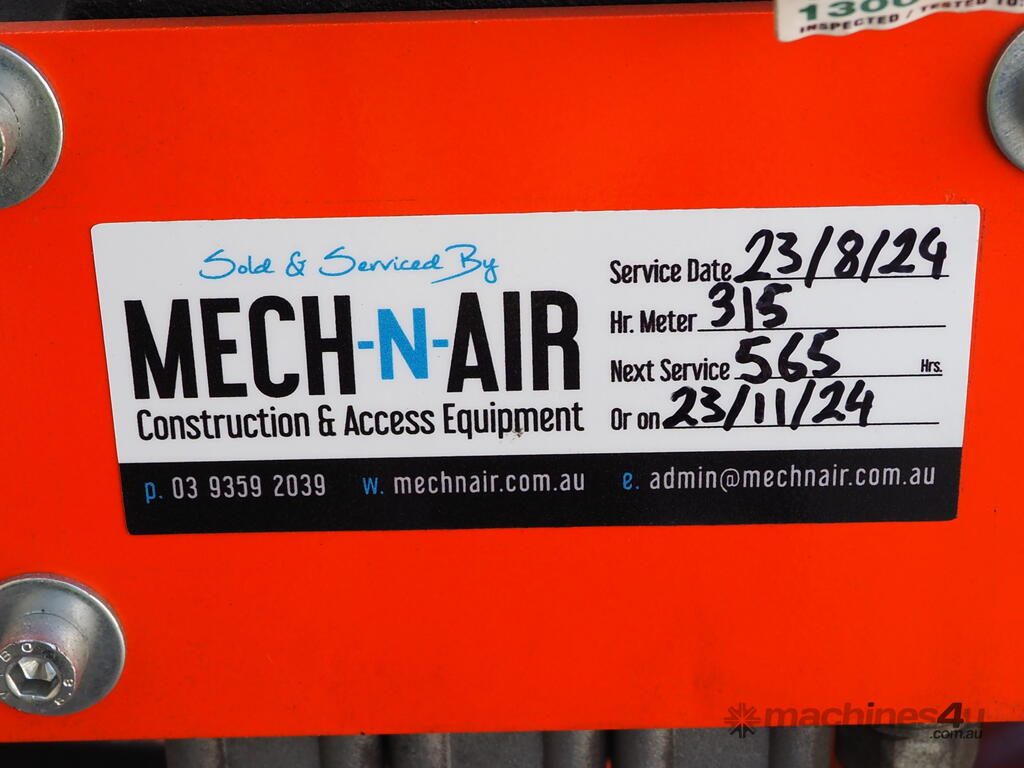 1300
INSPECTED / TESTED TO:
Sold & Serviced By
MECH-N-AIR
Construction & Access Equipment
Service Date 23/8/24
Hr. Meter 315
Next Service 565 Hrs.
Or on 23/11/24
p. 03 9359 2039 w. mechnair.com.au e. admin@mechnair.com.au
machines4u
.com.au